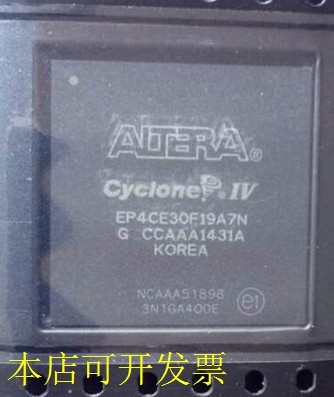 ALTERA®
Cyclone® IV
EP4CE30F19A7N
G CCAAA1431A
KOREA
NCAAA51898
3N1GA400E
e1
本店可开发票